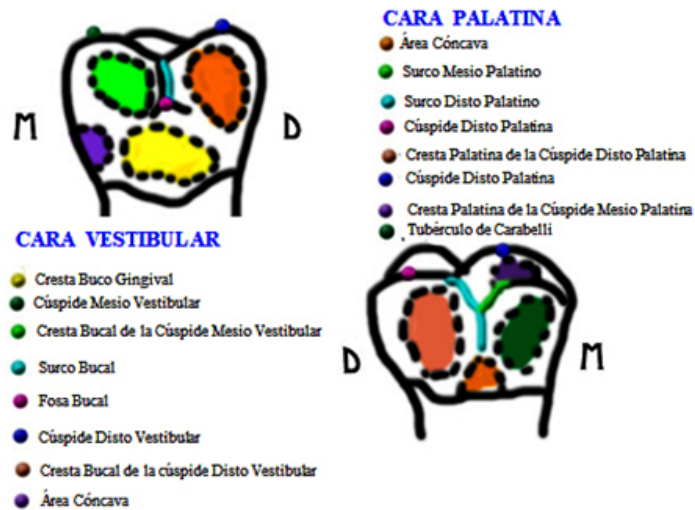 CARA PALATINA
Área Cóncava
Surco Mesio Palatino
Surco Disto Palatino
Cúspide Disto Palatina
Cresta Palatina de la Cúspide Disto Palatina
Cúspide Disto Palatina
Cresta Palatina de la Cúspide Mesio Palatina
Tubérculo de Carabelli
M
D
CARA VESTIBULAR
Cresta Buco Gingival
Cúspide Mesio Vestibular
Cresta Bucal de la Cúspide Mesio Vestibular
Surco Bucal
Fosa Bucal
Cúspide Disto Vestibular
Cresta Bucal de la cúspide Disto Vestibular
Área Cóncava
D
M